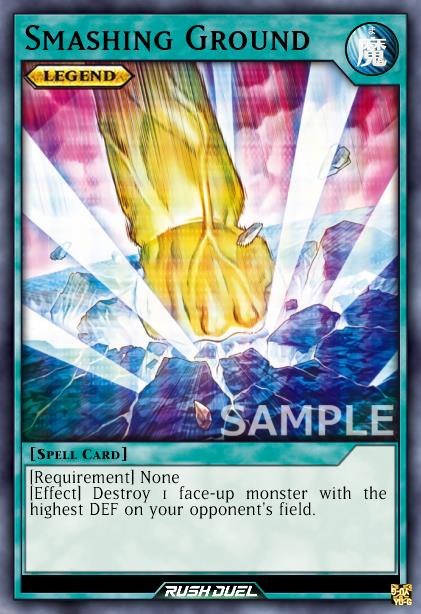 Smashing Ground
ま
魔
LEGEND
SAMPLE
[Spell Card]
[Requirement] None
[Effect] Destroy 1 face-up monster with the
highest DEF on your opponent's field.
RUSH DUEL